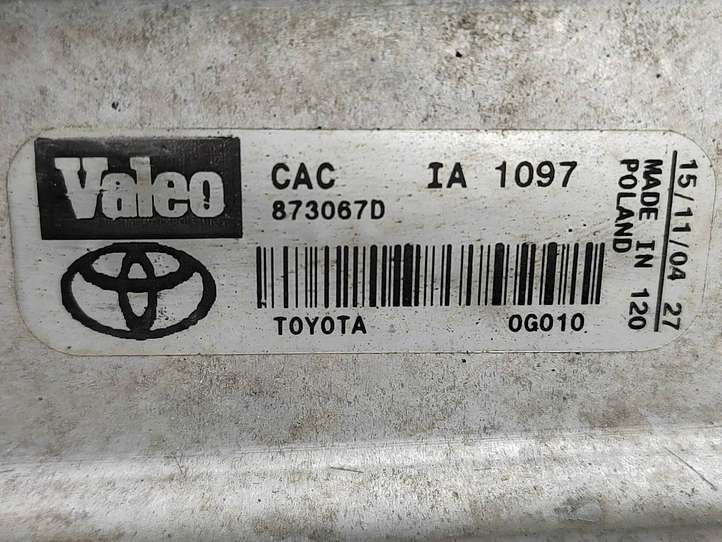 Valeo
CAC IA 1097
873067D
TOYOTA 0G010
15/11/04 27
MADE IN 120
POLAND